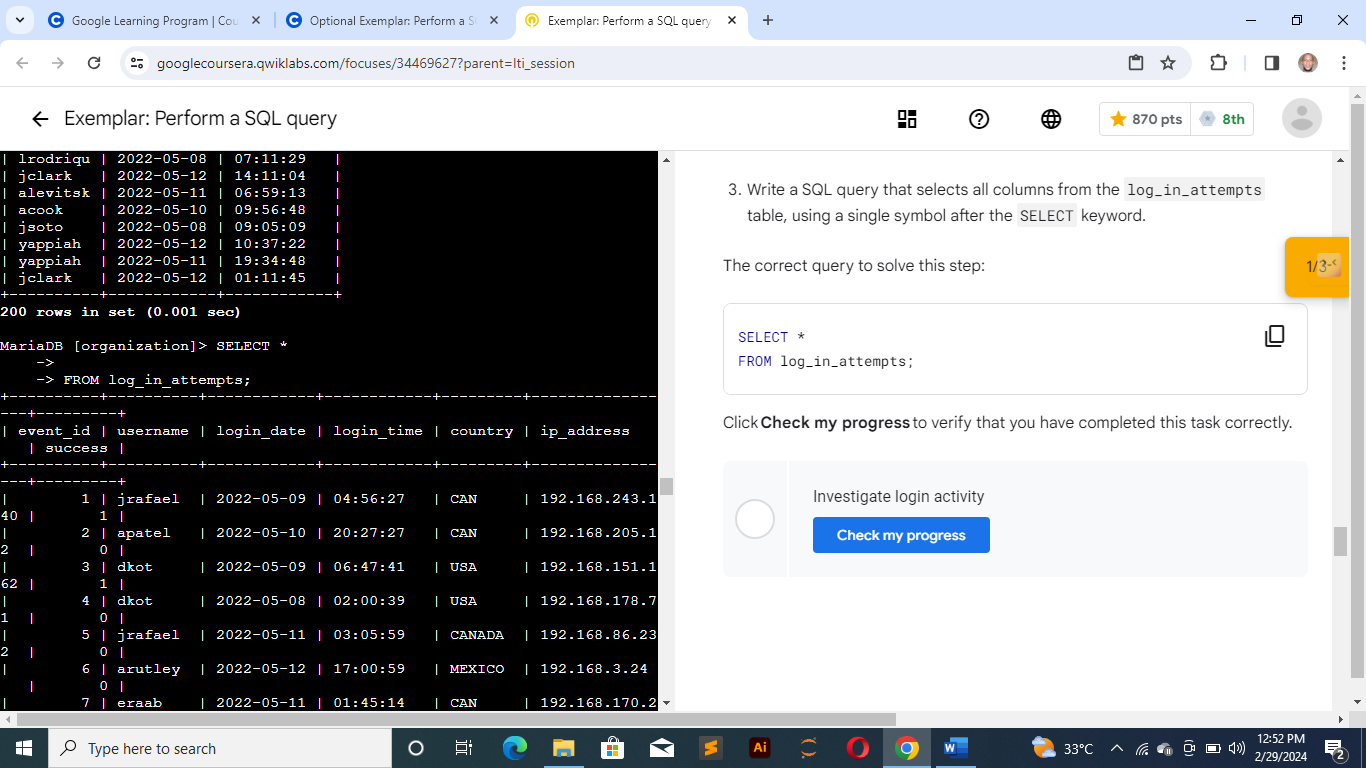 Google Learning Program | Cou
Optional Exemplar: Perform a S
Exemplar: Perform a SQL query
googlecoursera.qwiklabs.com/focuses/34469627?parent=lti_session
Exemplar: Perform a SQL query
870 pts
8th
| lrodriqu | 2022-05-08 | 07:11:29 |
| jclark | 2022-05-12 | 14:11:04 |
| alevitsk | 2022-05-11 | 06:59:13 |
| acook | 2022-05-10 | 09:56:48 |
| jsoto | 2022-05-08 | 09:05:09 |
| yappiah | 2022-05-12 | 10:37:22 |
| yappiah | 2022-05-11 | 19:34:48 |
| jclark | 2022-05-12 | 01:11:45 |
+----------+------------+------------+
200 rows in set (0.001 sec)
MariaDB [organization]> SELECT *
->
-> FROM log_in_attempts;
+----------+----------+------------+------------+---------+--------------
---+---------+
| event_id | username | login_date | login_time | country | ip_address
| success |
+----------+----------+------------+------------+---------+--------------
---+---------+
| 1 | jrafael | 2022-05-09 | 04:56:27 | CAN | 192.168.243.1
40 | 1 |
| 2 | apatel | 2022-05-10 | 20:27:27 | CAN | 192.168.205.1
2 | 0 |
| 3 | dkot | 2022-05-09 | 06:47:41 | USA | 192.168.151.1
62 | 1 |
| 4 | dkot | 2022-05-08 | 02:00:39 | USA | 192.168.178.7
1 | 0 |
| 5 | jrafael | 2022-05-11 | 03:05:59 | CANADA | 192.168.86.23
2 | 0 |
| 6 | arutley | 2022-05-12 | 17:00:59 | MEXICO | 192.168.3.24
| 0 |
| 7 | eraab | 2022-05-11 | 01:45:14 | CAN | 192.168.170.2
3. Write a SQL query that selects all columns from the log_in_attempts
table, using a single symbol after the SELECT keyword.
The correct query to solve this step:
1/3
SELECT *
FROM log_in_attempts;
Click Check my progress to verify that you have completed this task correctly.
Investigate login activity
Check my progress
Type here to search
Ai
W
33°C
12:52 PM
2/29/2024
2